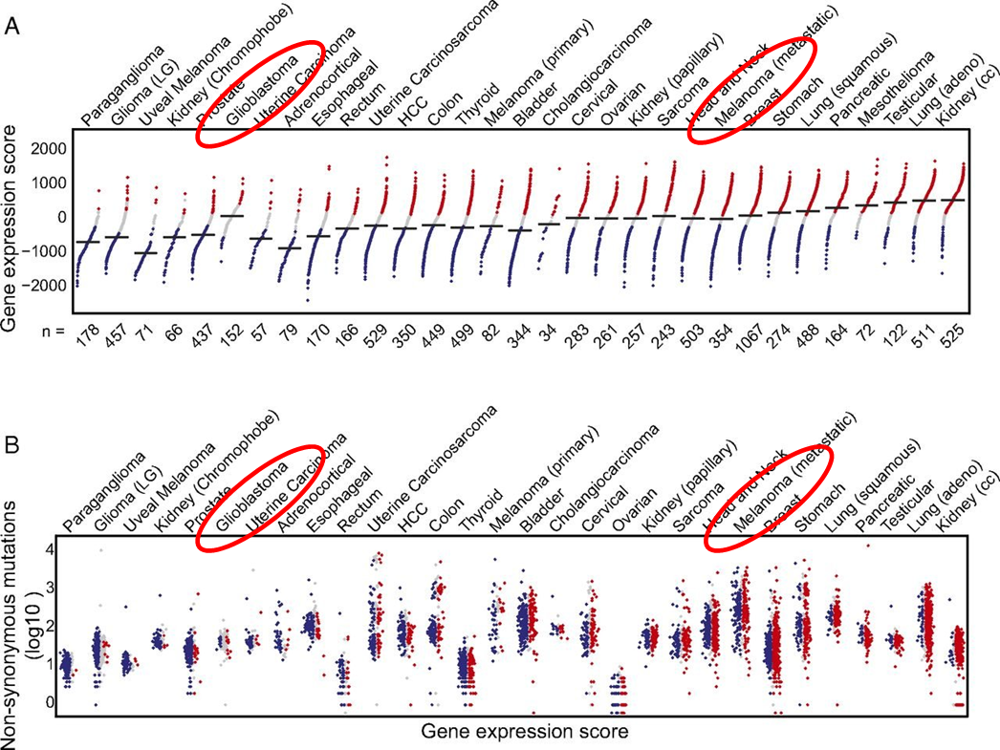 A
Paraganglioma
Glioma (LG)
Uveal Melanoma
Kidney (Chromophobe)
Prostate
Glioblastoma
Uterine Carcinoma
Adrenocortical
Esophageal
Rectum
Uterine Carcinosarcoma
HCC
Colon
Thyroid
Melanoma (primary)
Bladder
Cholangiocarcinoma
Cervical
Ovarian
Kidney (papillary)
Sarcoma
Head and Neck
Melanoma (metastatic)
Breast
Stomach
Lung (squamous)
Pancreatic
Mesothelioma
Testicular
Lung (adeno)
Kidney (cc)
Gene expression score
2000
1000
0
−1000
−2000
n = 178 457 71 66 437 152 57 79 170 166 529 350 449 499 82 344 34 283 261 257 243 503 354 1067 274 488 164 72 122 511 525
B
Paraganglioma
Glioma (LG)
Uveal Melanoma
Kidney (Chromophobe)
Prostate
Glioblastoma
Uterine Carcinoma
Adrenocortical
Esophageal
Rectum
Uterine Carcinosarcoma
HCC
Colon
Thyroid
Melanoma (primary)
Bladder
Cholangiocarcinoma
Cervical
Ovarian
Kidney (papillary)
Sarcoma
Head and Neck
Melanoma (metastatic)
Breast
Stomach
Lung (squamous)
Pancreatic
Testicular
Lung (adeno)
Kidney (cc)
Non-synonymous mutations
(log10 )
4
3
2
1
0
Gene expression score